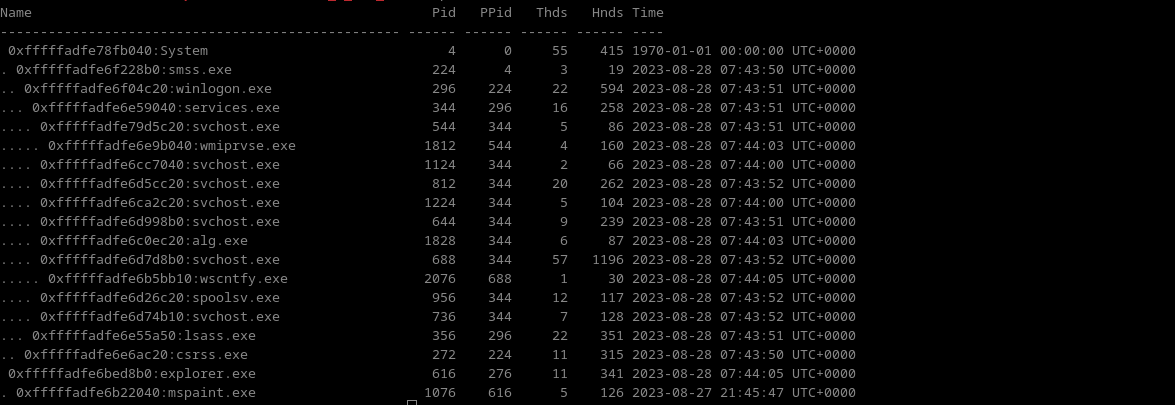 Name                                               Pid   PPid   Thds   Hnds Time
-------------------------------------------------- ------ ------ ------ ------ ----
 0xfffffadfe78fb040:System                              4      0     55    415 1970-01-01 00:00:00 UTC+0000
. 0xfffffadfe6f228b0:smss.exe                         224      4      3     19 2023-08-28 07:43:50 UTC+0000
.. 0xfffffadfe6f04c20:winlogon.exe                    296    224     22    594 2023-08-28 07:43:51 UTC+0000
... 0xfffffadfe6e59040:services.exe                   344    296     16    258 2023-08-28 07:43:51 UTC+0000
.... 0xfffffadfe79d5c20:svchost.exe                   544    344      5     86 2023-08-28 07:43:51 UTC+0000
..... 0xfffffadfe6e9b040:wmiprvse.exe                1812    544      4    160 2023-08-28 07:44:03 UTC+0000
.... 0xfffffadfe6cc7040:svchost.exe                  1124    344      2     66 2023-08-28 07:44:00 UTC+0000
.... 0xfffffadfe6d5cc20:svchost.exe                   812    344     20    262 2023-08-28 07:43:52 UTC+0000
.... 0xfffffadfe6ca2c20:svchost.exe                  1224    344      5    104 2023-08-28 07:44:00 UTC+0000
.... 0xfffffadfe6d998b0:svchost.exe                   644    344      9    239 2023-08-28 07:43:51 UTC+0000
.... 0xfffffadfe6c0ec20:alg.exe                      1828    344      6     87 2023-08-28 07:44:03 UTC+0000
.... 0xfffffadfe6d7d8b0:svchost.exe                   688    344     57   1196 2023-08-28 07:43:52 UTC+0000
..... 0xfffffadfe6b5bb10:wscntfy.exe                 2076    688      1     30 2023-08-28 07:44:05 UTC+0000
.... 0xfffffadfe6d26c20:spoolsv.exe                   956    344     12    117 2023-08-28 07:43:52 UTC+0000
.... 0xfffffadfe6d74b10:svchost.exe                   736    344      7    128 2023-08-28 07:43:52 UTC+0000
... 0xfffffadfe6e55a50:lsass.exe                      356    296     22    351 2023-08-28 07:43:51 UTC+0000
.. 0xfffffadfe6e6ac20:csrss.exe                       272    224     11    315 2023-08-28 07:43:50 UTC+0000
 0xfffffadfe6bed8b0:explorer.exe                      616    276     11    341 2023-08-28 07:44:05 UTC+0000
. 0xfffffadfe6b22040:mspaint.exe                     1076    616      5    126 2023-08-27 21:45:47 UTC+0000